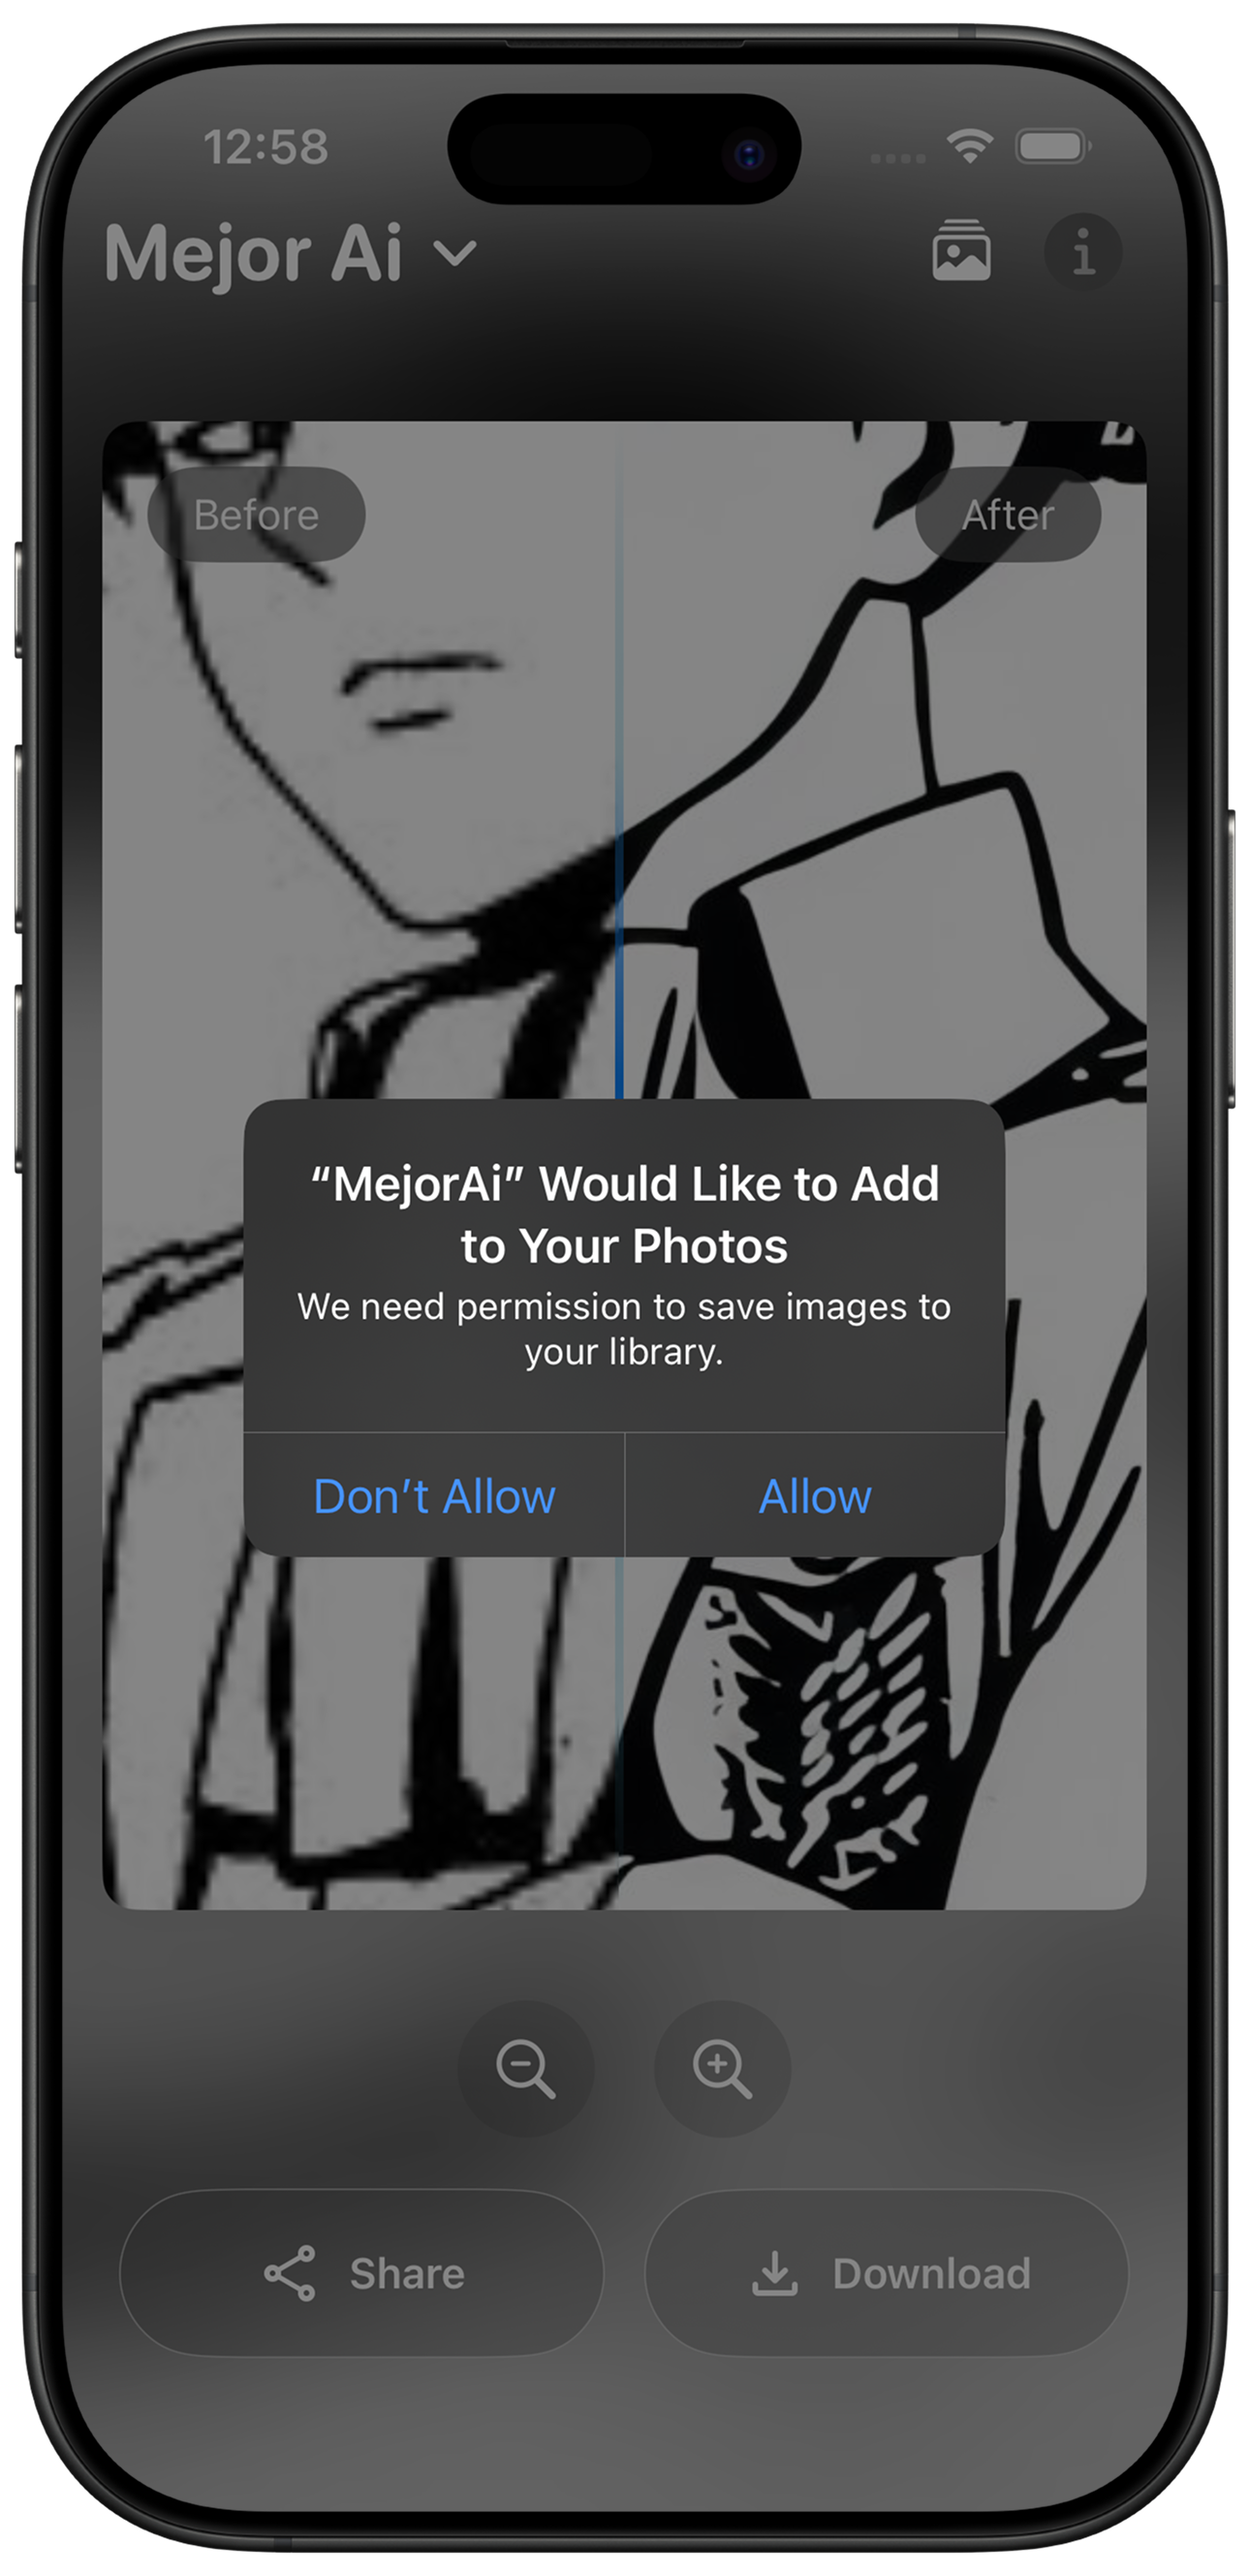 12:58
Mejor Ai
Before
After
“MejorAi” Would Like to Add
to Your Photos
We need permission to save images to
your library.
Don’t Allow
Allow
Share
Download